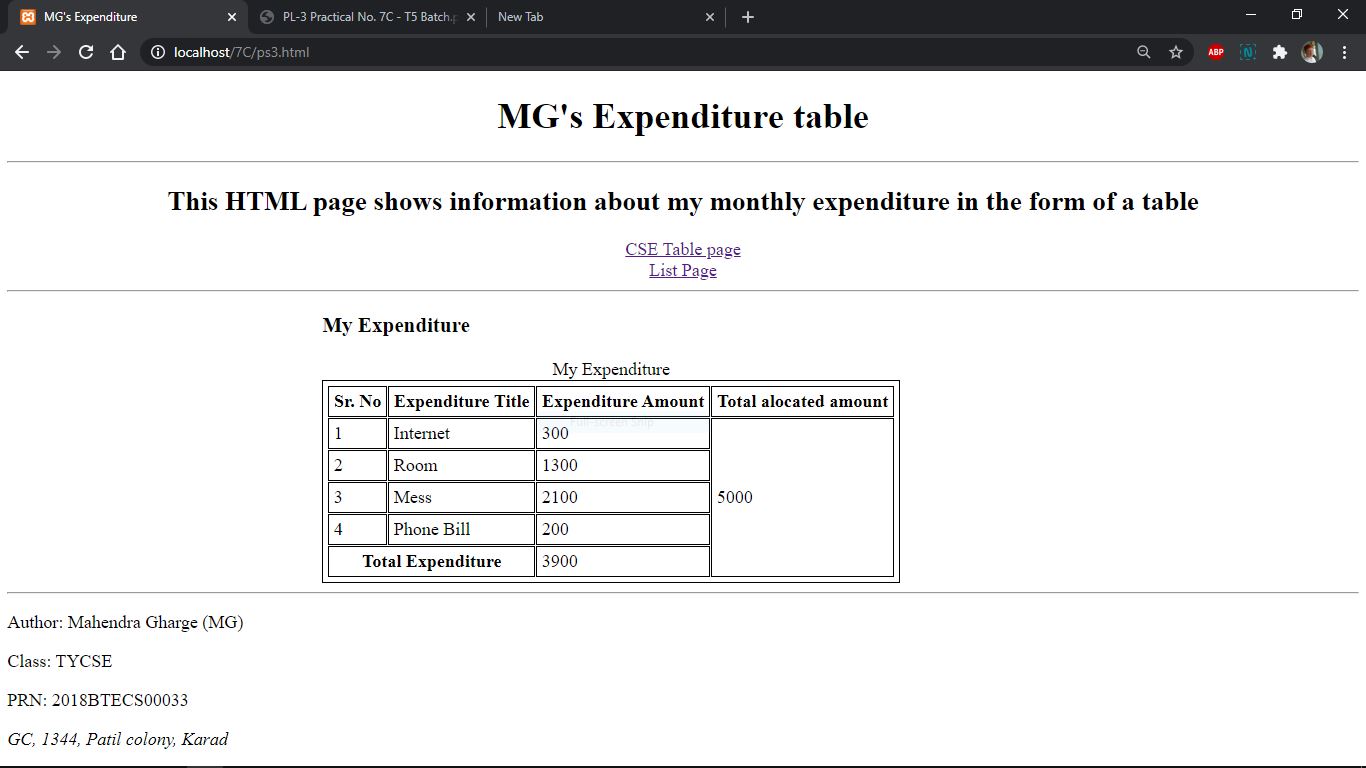 MG's Expenditure
PL-3 Practical No. 7C - T5 Batch.p
New Tab
localhost/7C/ps3.html
ABP
N
MG's Expenditure table
This HTML page shows information about my monthly expenditure in the form of a table
CSE Table page
List Page
My Expenditure
My Expenditure
Sr. No Expenditure Title Expenditure Amount Total alocated amount
Full-screen Snip
1 Internet 300
2 Room 1300
3 Mess 2100 5000
4 Phone Bill 200
Total Expenditure 3900
Author: Mahendra Gharge (MG)
Class: TYCSE
PRN: 2018BTECS00033
GC, 1344, Patil colony, Karad